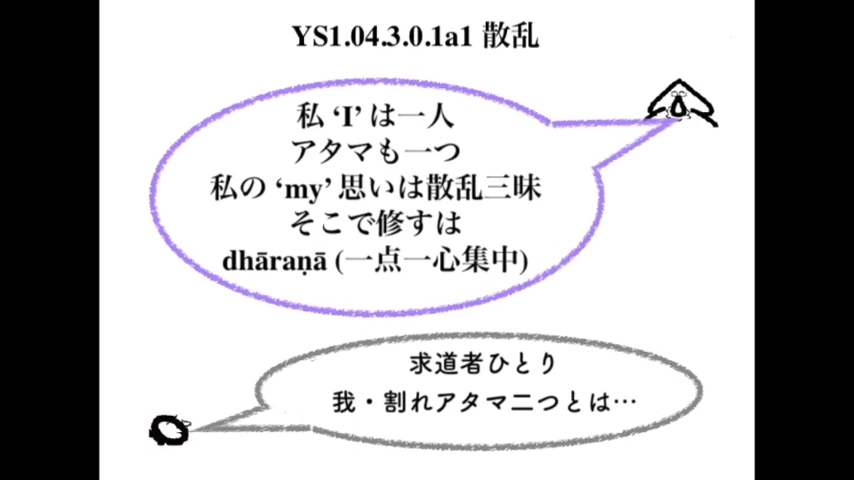 YS1.04.3.0.1a1 散乱
私 ‘I’ は一人
アタマも一つ
私の ‘my’ 思いは散乱三昧
そこで修すは
dhāraṇā (一点一心集中)
求道者ひとり
我・割れアタマ二つとは…